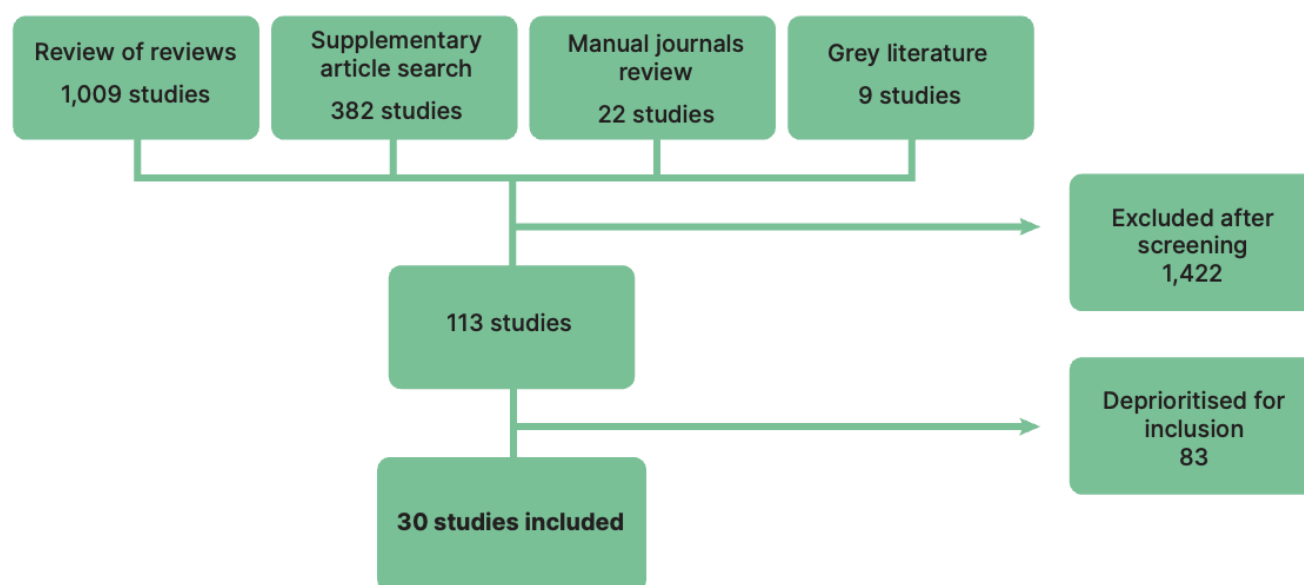 Review of reviews
1,009 studies
Supplementary
article search
382 studies
Manual journals
review
22 studies
Grey literature
9 studies
Excluded after
screening
1,422
113 studies
Deprioritised for
inclusion
83
30 studies included